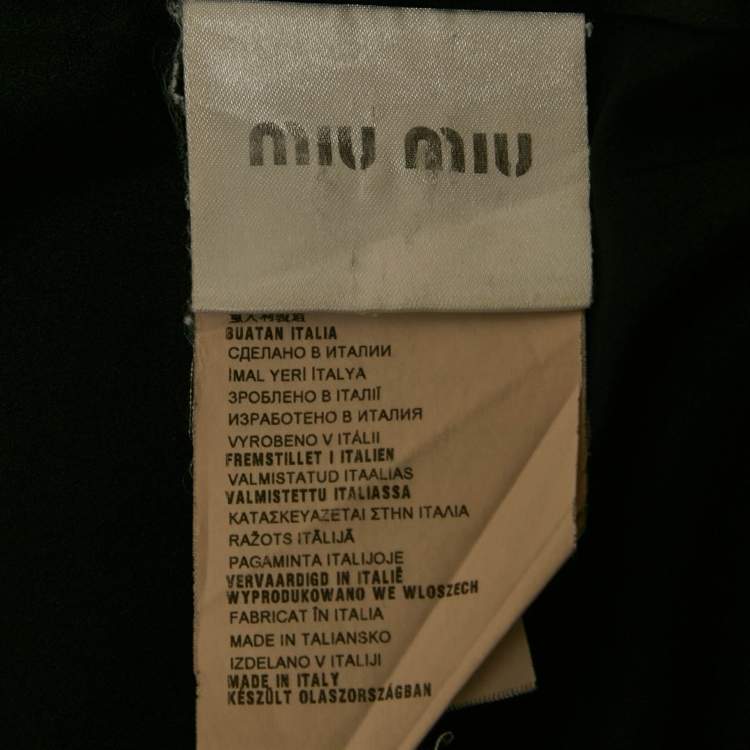 miu miu
BUATAN ITALIA
СДЕЛАНО В ИТАЛИИ
İMAL YERİ İTALYA
ЗРОБЛЕНО В ІТАЛІЇ
ИЗРАБОТЕНО В ИТАЛИЯ
VYROBENO V ITÁLII
FREMSTILLET I ITALIEN
VALMISTATUD ITAALIAS
VALMISTETTU ITALIASSA
ΚΑΤΑΣΚΕΥΑΖΕΤΑΙ ΣΤΗΝ ΙΤΑΛΙΑ
RAŽOTS ITĀLIJĀ
PAGAMINTA ITALIJOJE
VERVAARDIGD IN ITALIË
WYPRODUKOWANO WE WLOSZECH
FABRICAT ÎN ITALIA
MADE IN TALIANSKO
IZDELANO V ITALIJI
MADE IN ITALY
KÉSZÜLT OLASZORSZÁGBAN